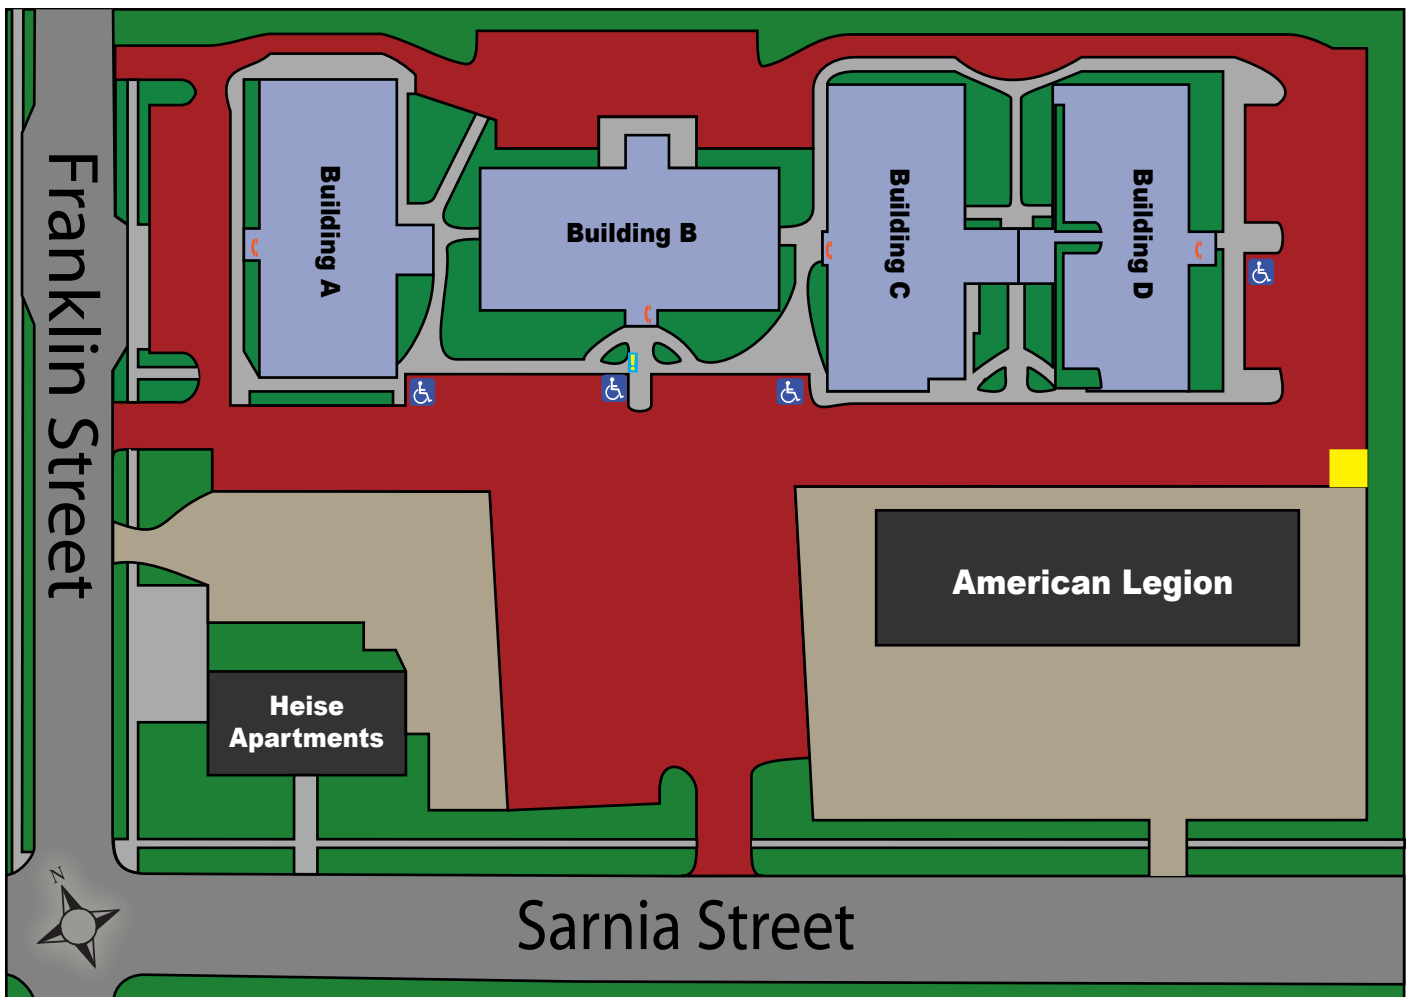 Franklin Street
Building A
Building B
Building C
Building D
!
American Legion
Heise
Apartments
N
Sarnia Street